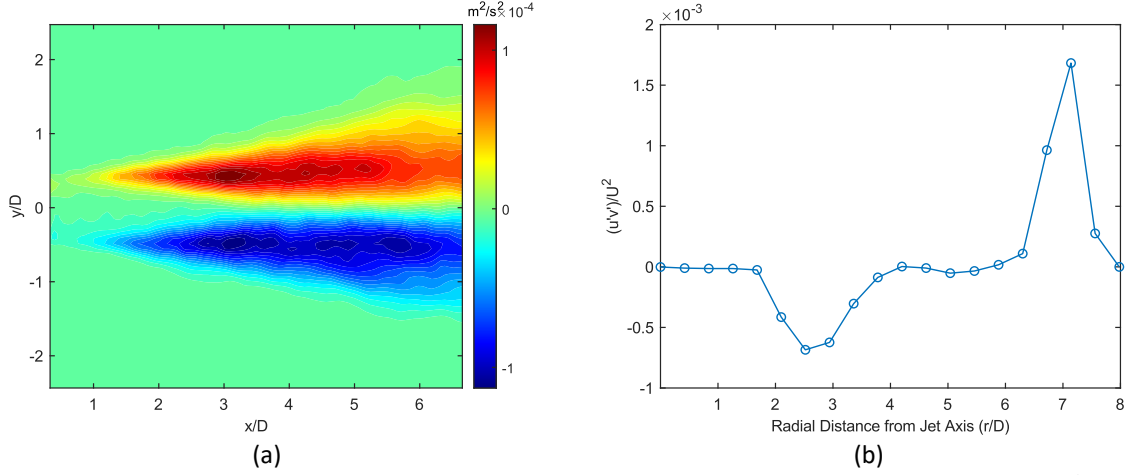 m²/s²×10⁻⁴
2
1
0
-1
-2
y/D
1 2 3 4 5 6
x/D
1
0
-1
(a)
×10⁻³
2
1.5
1
0.5
0
-0.5
-1
(u'v')/U²
1 2 3 4 5 6 7 8
Radial Distance from Jet Axis (r/D)
(b)